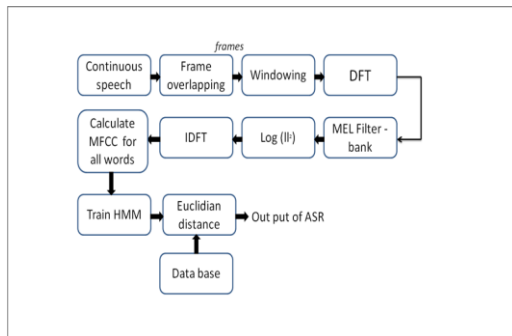 frames
Continuous
speech
Frame
overlapping
Windowing
DFT
MEL Filter -
bank
Log (II²)
IDFT
Calculate
MFCC for
all words
Train HMM
Euclidian
distance
Out put of ASR
Data base